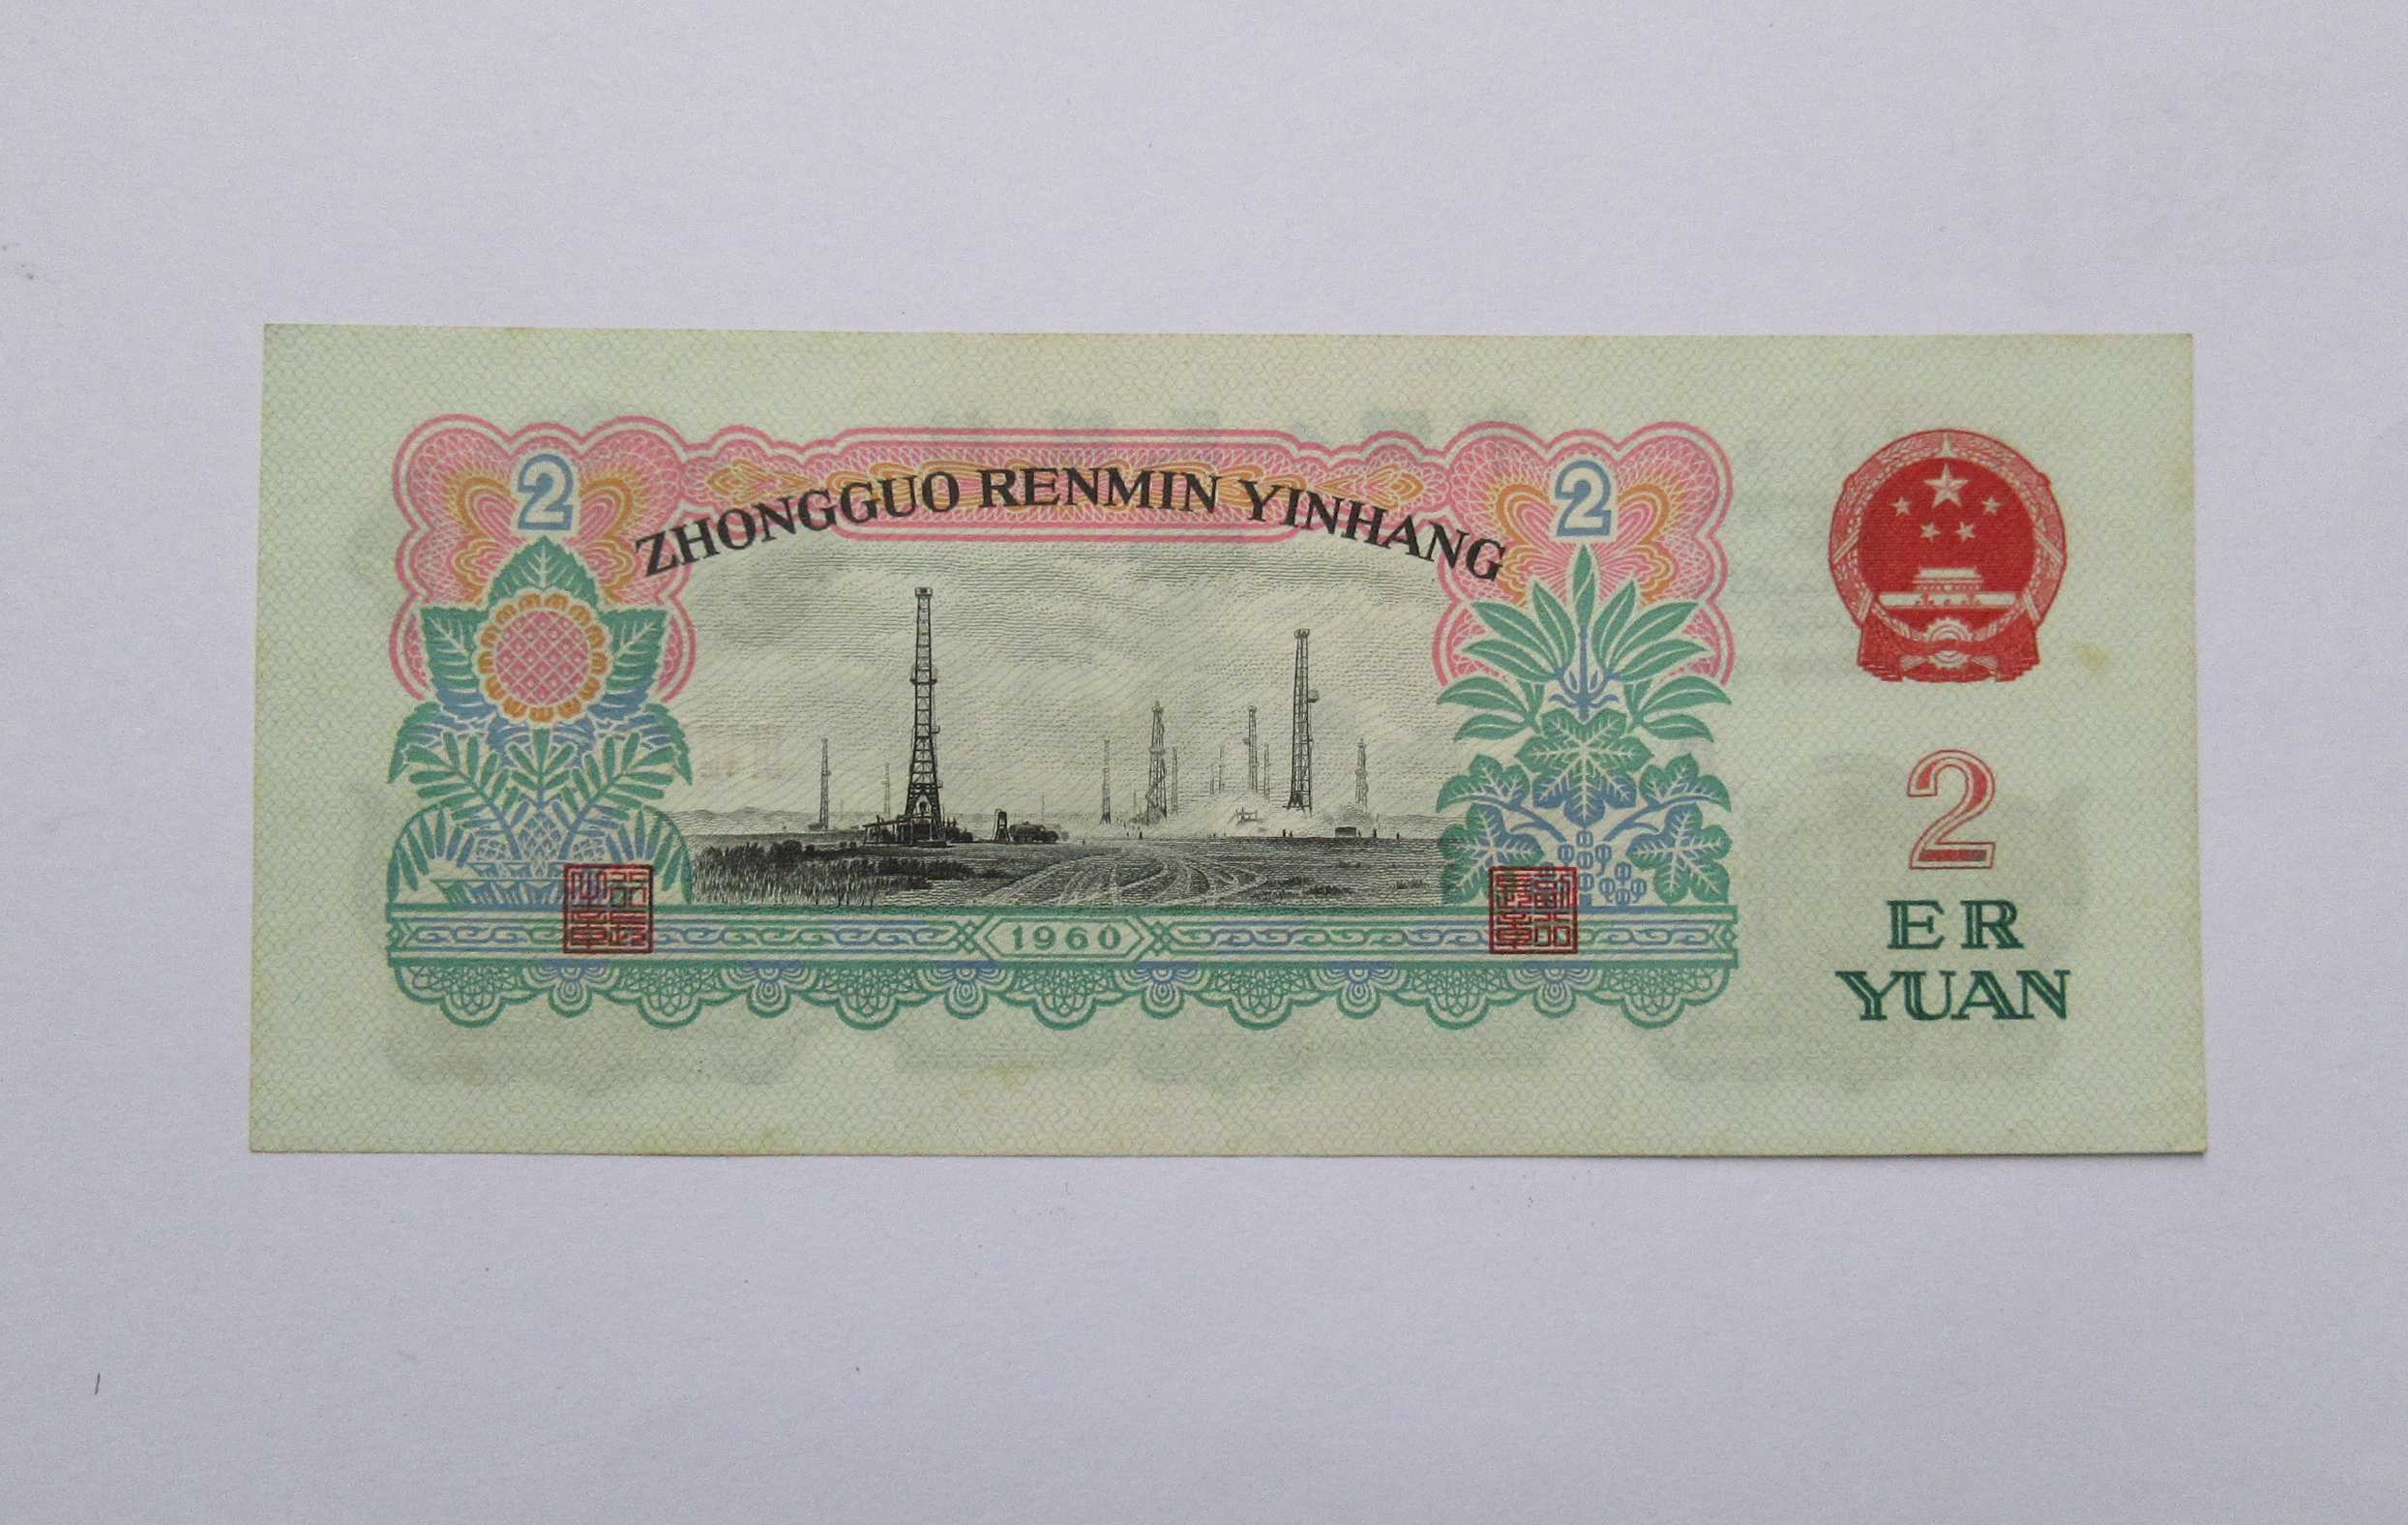 2
2
ZHONGGUO RENMIN YINHANG
1960
2
ER
YUAN